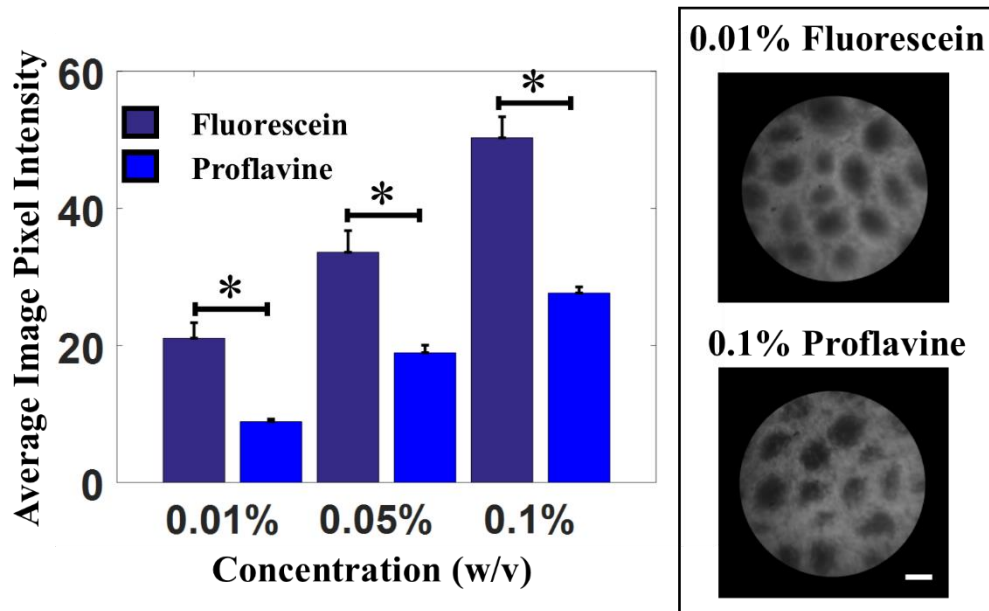 Average Image Pixel Intensity
60
40
20
0
Fluorescein
Proflavine
*
*
*
0.01%
0.05%
0.1%
Concentration (w/v)
0.01% Fluorescein
0.1% Proflavine